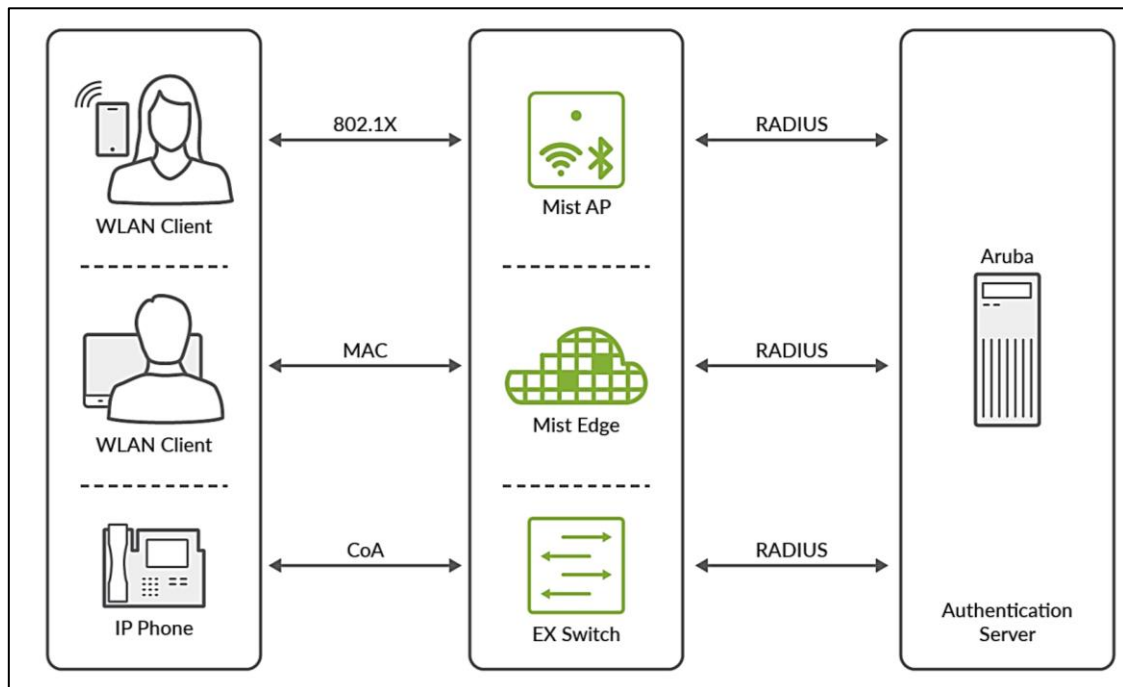 802.1X
RADIUS
WLAN Client
Mist AP
Aruba
MAC
RADIUS
WLAN Client
Mist Edge
CoA
RADIUS
IP Phone
EX Switch
Authentication
Server